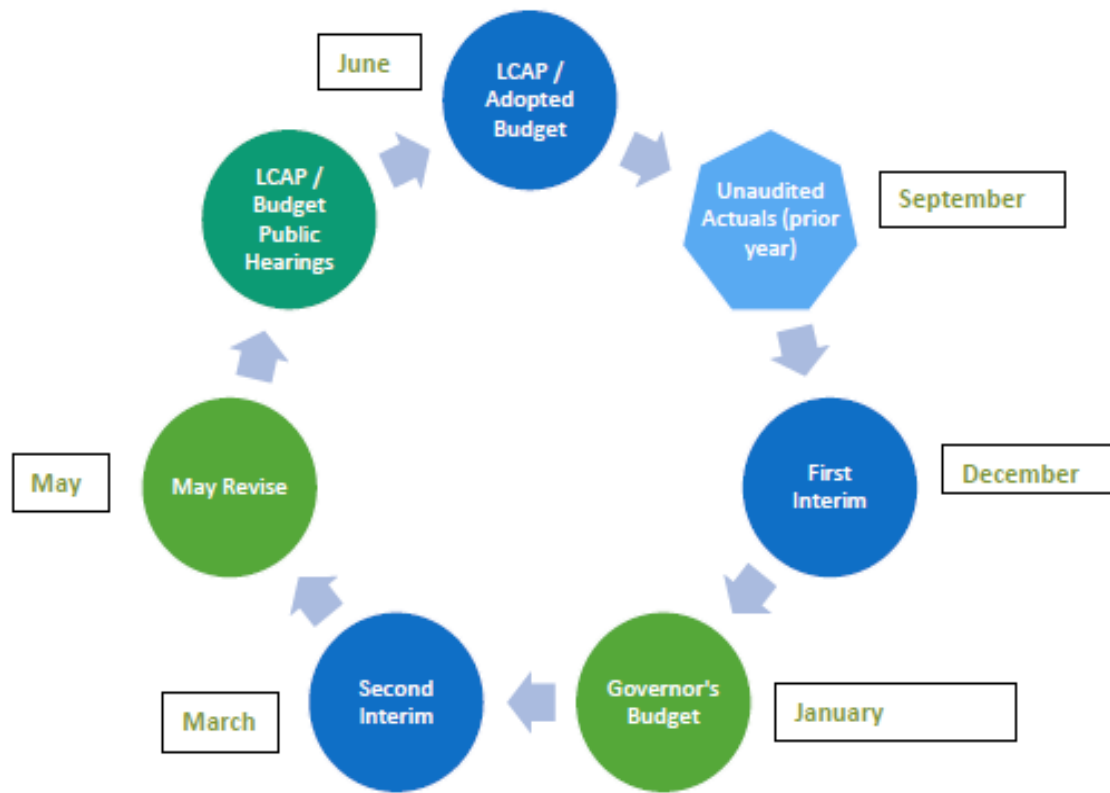 June
LCAP /
Adopted
Budget
Unaudited
Actuals (prior
year)
September
First
Interim
December
Governor's
Budget
January
Second
Interim
March
May Revise
May
LCAP /
Budget
Public
Hearings